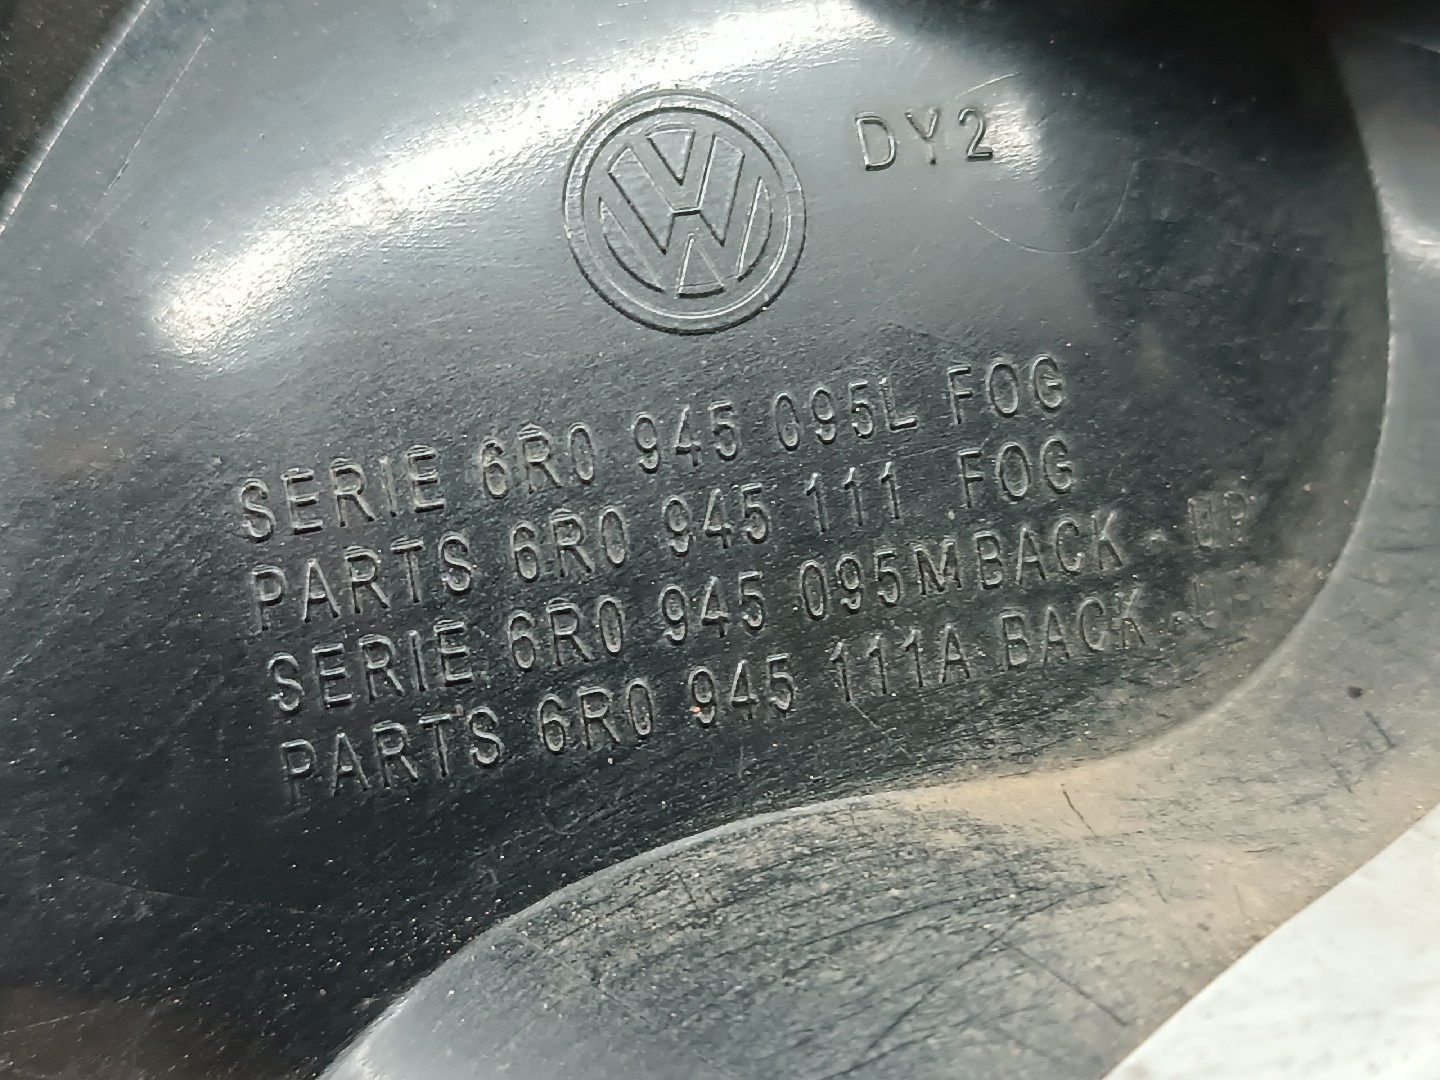 DY2
SERIE 6R0 945 095L FOG
PARTS 6R0 945 111 FOG
SERIE 6R0 945 095M BACK-UP
PARTS 6R0 945 111A BACK-